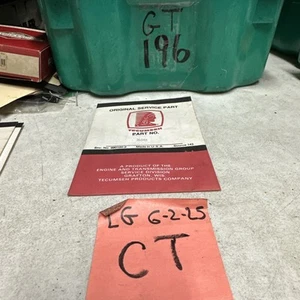 GT
196
ORIGINAL SERVICE PART
TECUMSEH
PART NO.
A PRODUCT OF THE
ENGINE AND TRANSMISSION GROUP
SERVICE DIVISION
GRAFTON, WIS
TECUMSEH PRODUCTS COMPANY
LG 6-2-25
CT